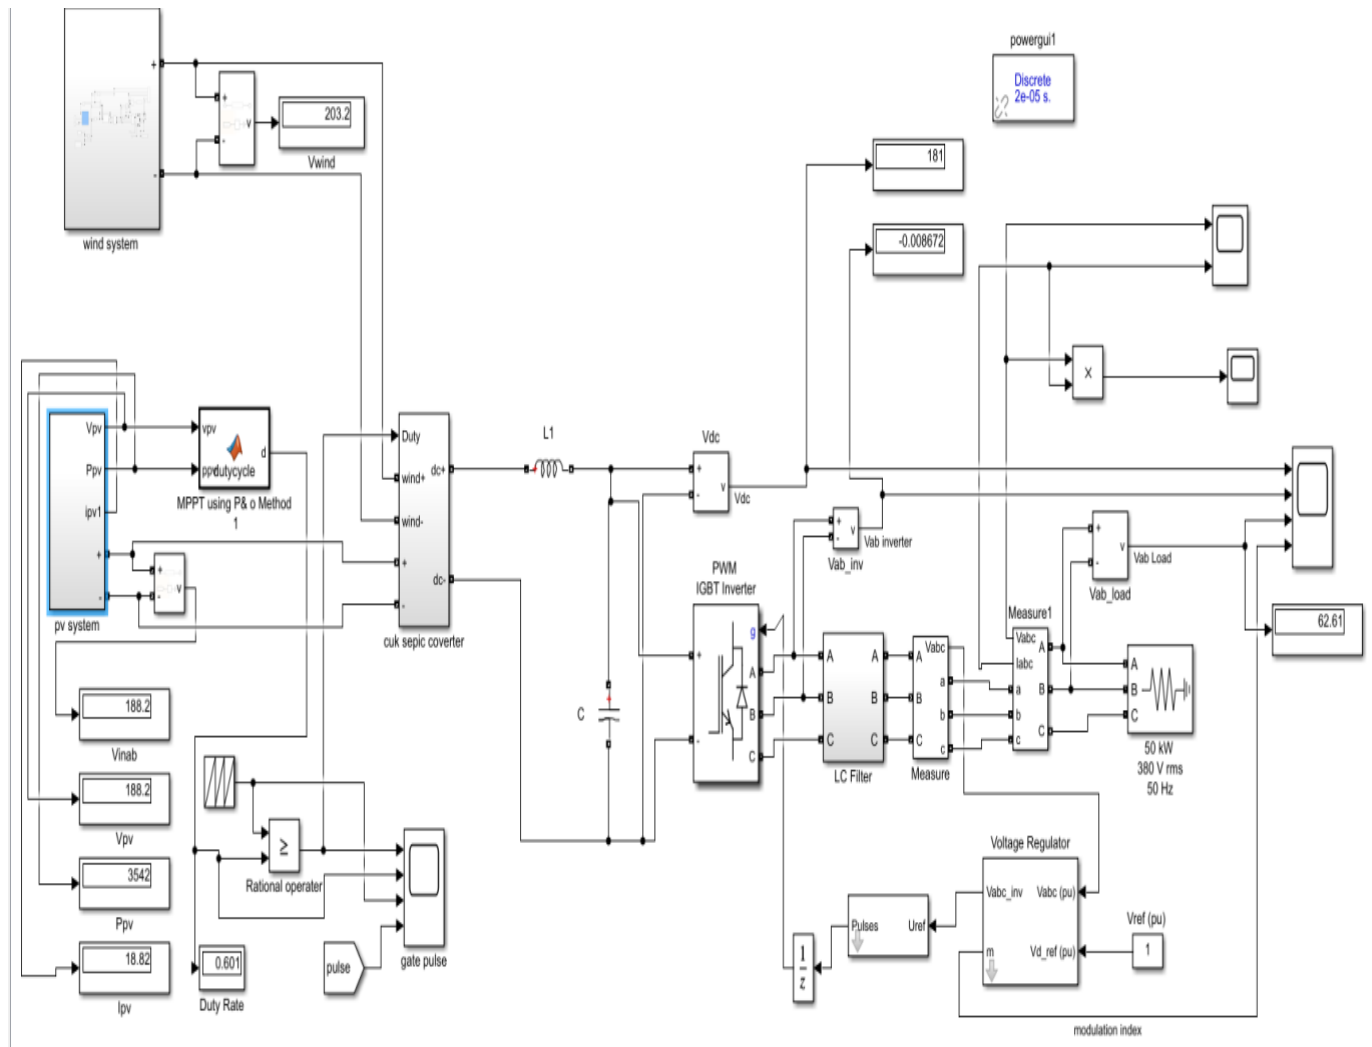 powergui1
Discrete
2e-05 s.
+
-
wind system
+
-
v
203.2
Vwind
181
-0.008672
×
Vpv
Ppv
ipv1
+
-
pv system
vpv
ppv
dutycycle
d
MPPT using P& o Method
1
+
-
v
Duty
wind+
wind-
+
-
dc+
dc-
cuk sepic coverter
L1
C
Vdc
+
-
v
Vdc
+
-
v
Vab inverter
Vab_inv
+
-
v
Vab Load
Vab_load
62.61
PWM
IGBT Inverter
g
+
-
A
B
C
A
B
C
A
B
C
LC Filter
A
B
C
Vabc
a
b
c
Measure
Measure1
Vabc
Iabc
a
b
c
A
B
C
A
B
C
50 kW
380 V rms
50 Hz
188.2
Vinab
188.2
Vpv
3542
Ppv
18.82
Ipv
≥
Rational operater
0.601
Duty Rate
pulse
gate pulse
Voltage Regulator
Vabc_inv
m
Vabc (pu)
Vd_ref (pu)
Vref (pu)
1
Pulses
Uref
1
z
modulation index